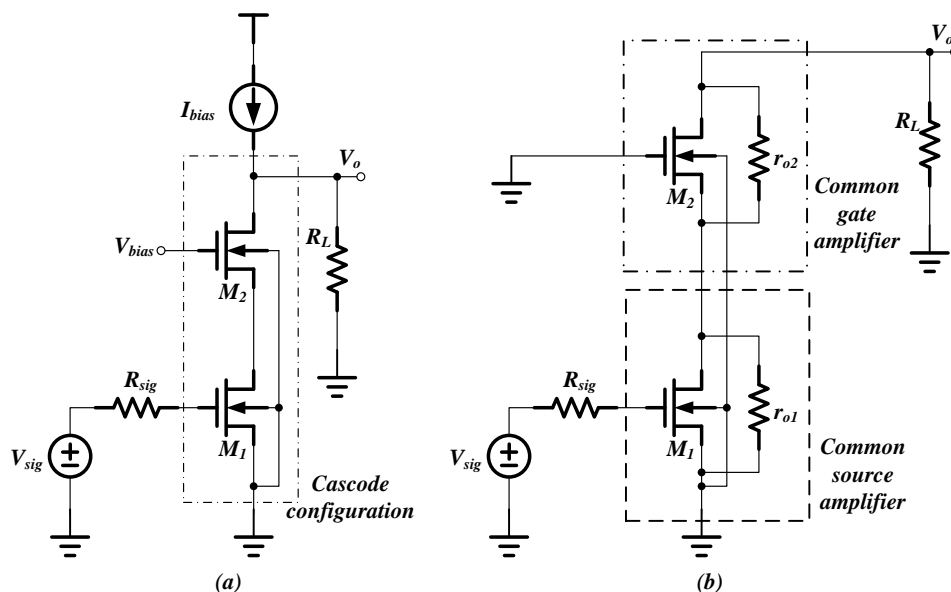 I_bias
V_o
V_bias
M_2
R_L
R_sig
M_1
V_sig
Cascode
configuration
(a)
V_o
R_L
r_o2
M_2
Common
gate
amplifier
R_sig
r_o1
M_1
V_sig
Common
source
amplifier
(b)